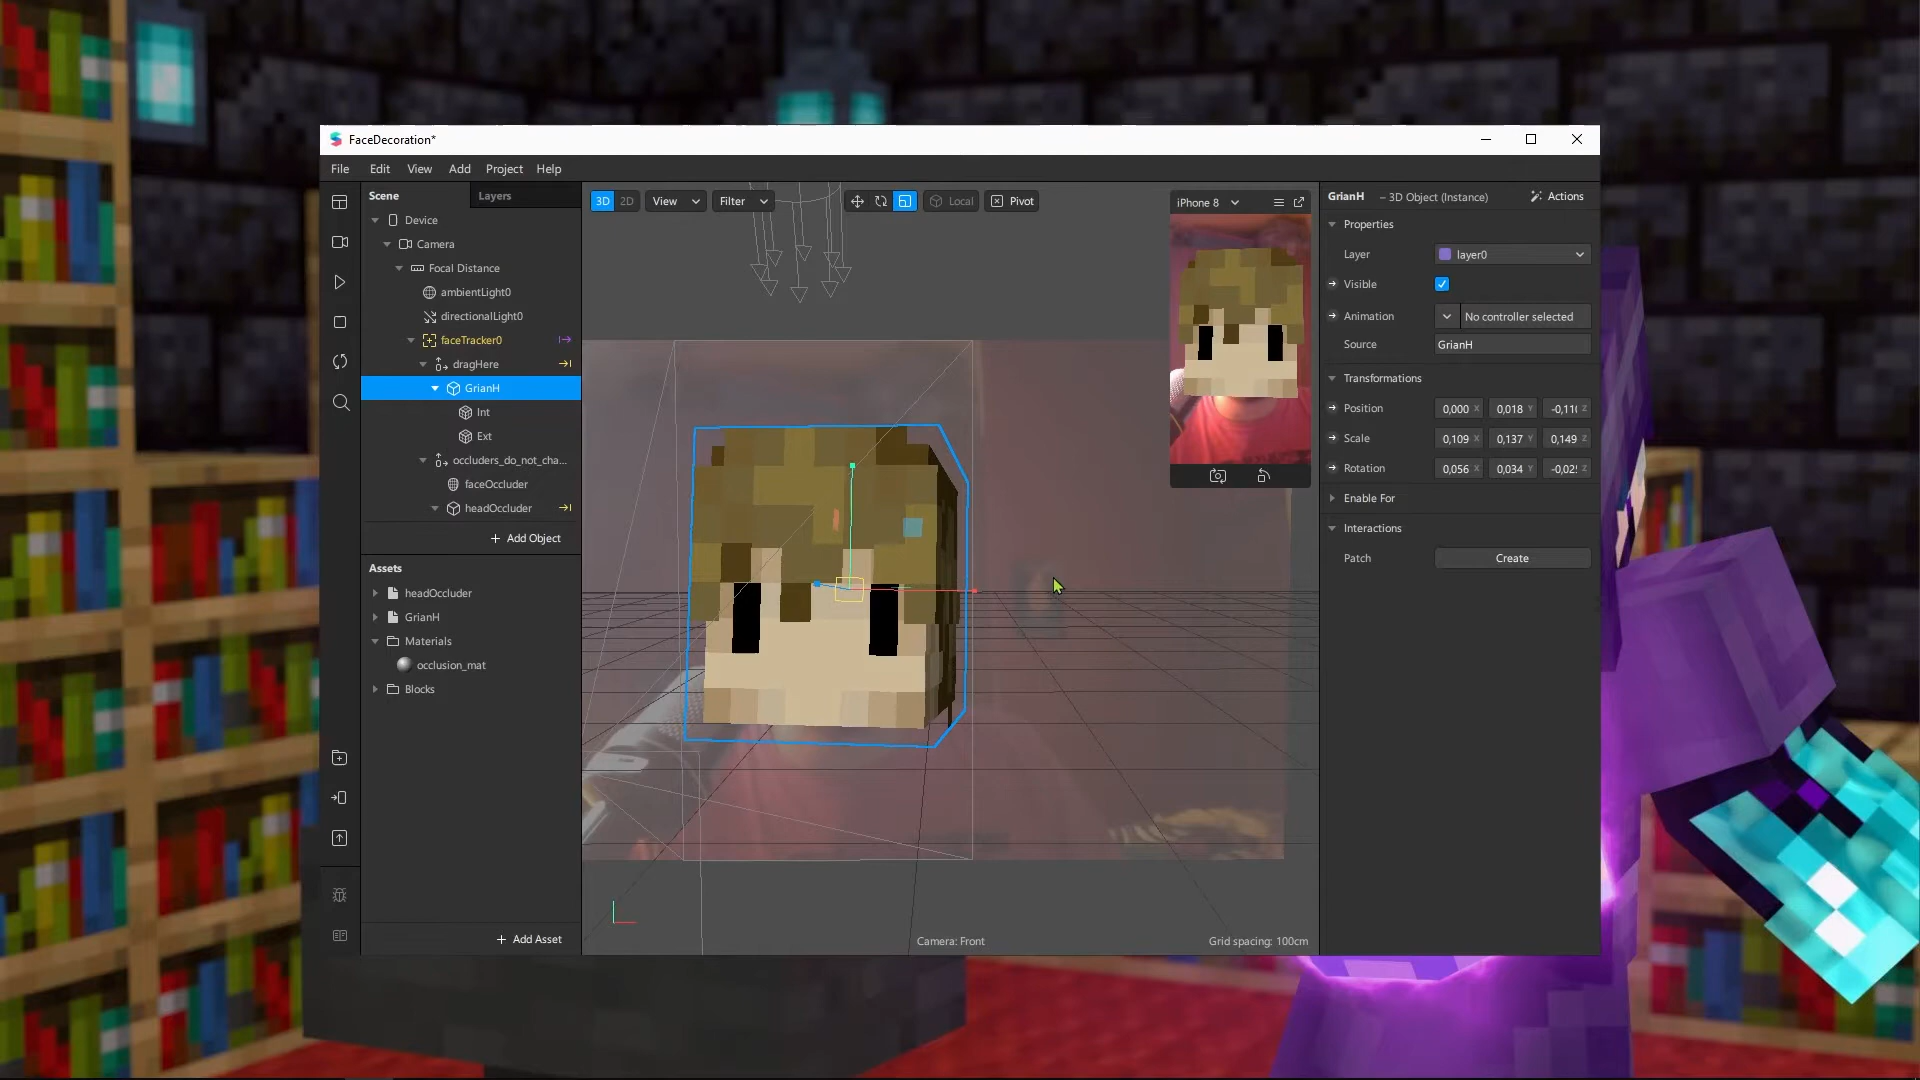 FaceDecoration*
File Edit View Add Project Help
Scene Layers
Device
Camera
Focal Distance
ambientLight0
directionalLight0
faceTracker0
dragHere
GrianH
Int
Ext
occluders_do_not_cha...
faceOccluder
headOccluder
+ Add Object
Assets
headOccluder
GrianH
Materials
occlusion_mat
Blocks
+ Add Asset
3D 2D View Filter Local Pivot
iPhone 8
Camera: Front
Grid spacing: 100cm
GrianH – 3D Object (Instance) Actions
Properties
Layer layer0
Visible
Animation No controller selected
Source GrianH
Transformations
Position 0,000 X 0,018 Y -0,11( Z
Scale 0,109 X 0,137 Y 0,149 Z
Rotation 0,056 X 0,034 Y -0,02! Z
Enable For
Interactions
Patch Create